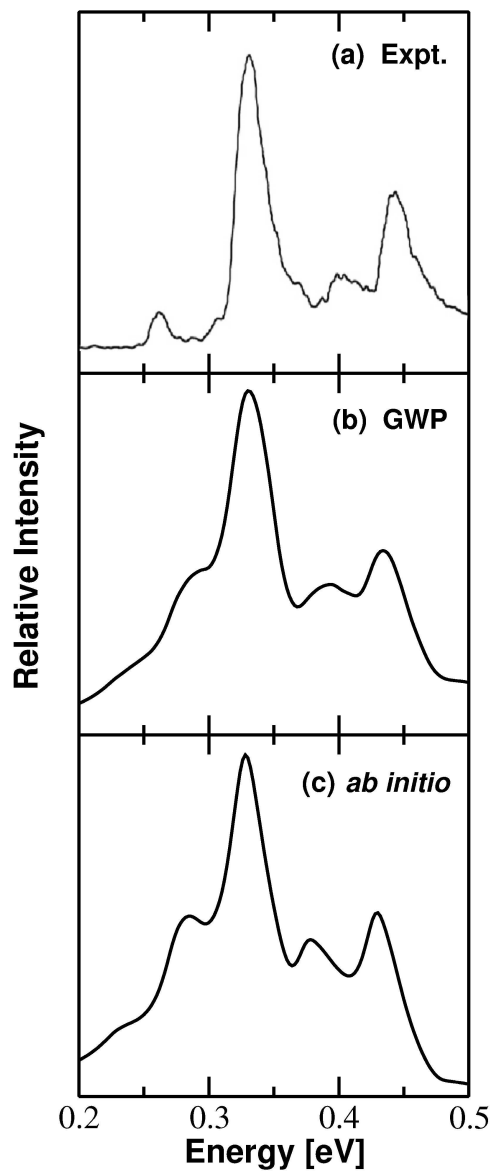 (a) Expt.
(b) GWP
Relative Intensity
(c) ab initio
0.2 0.3 0.4 0.5
Energy [eV]